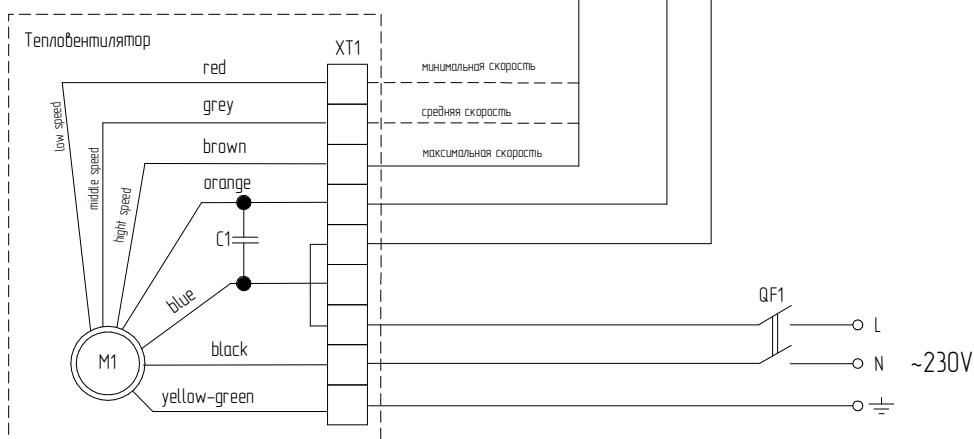 Тепловентилятор
XT1
red
минимальная скорость
grey
средняя скорость
low speed
brown
максимальная скорость
middle speed
orange
hight speed
C1
blue
QF1
L
M1
black
N ~230V
yellow-green